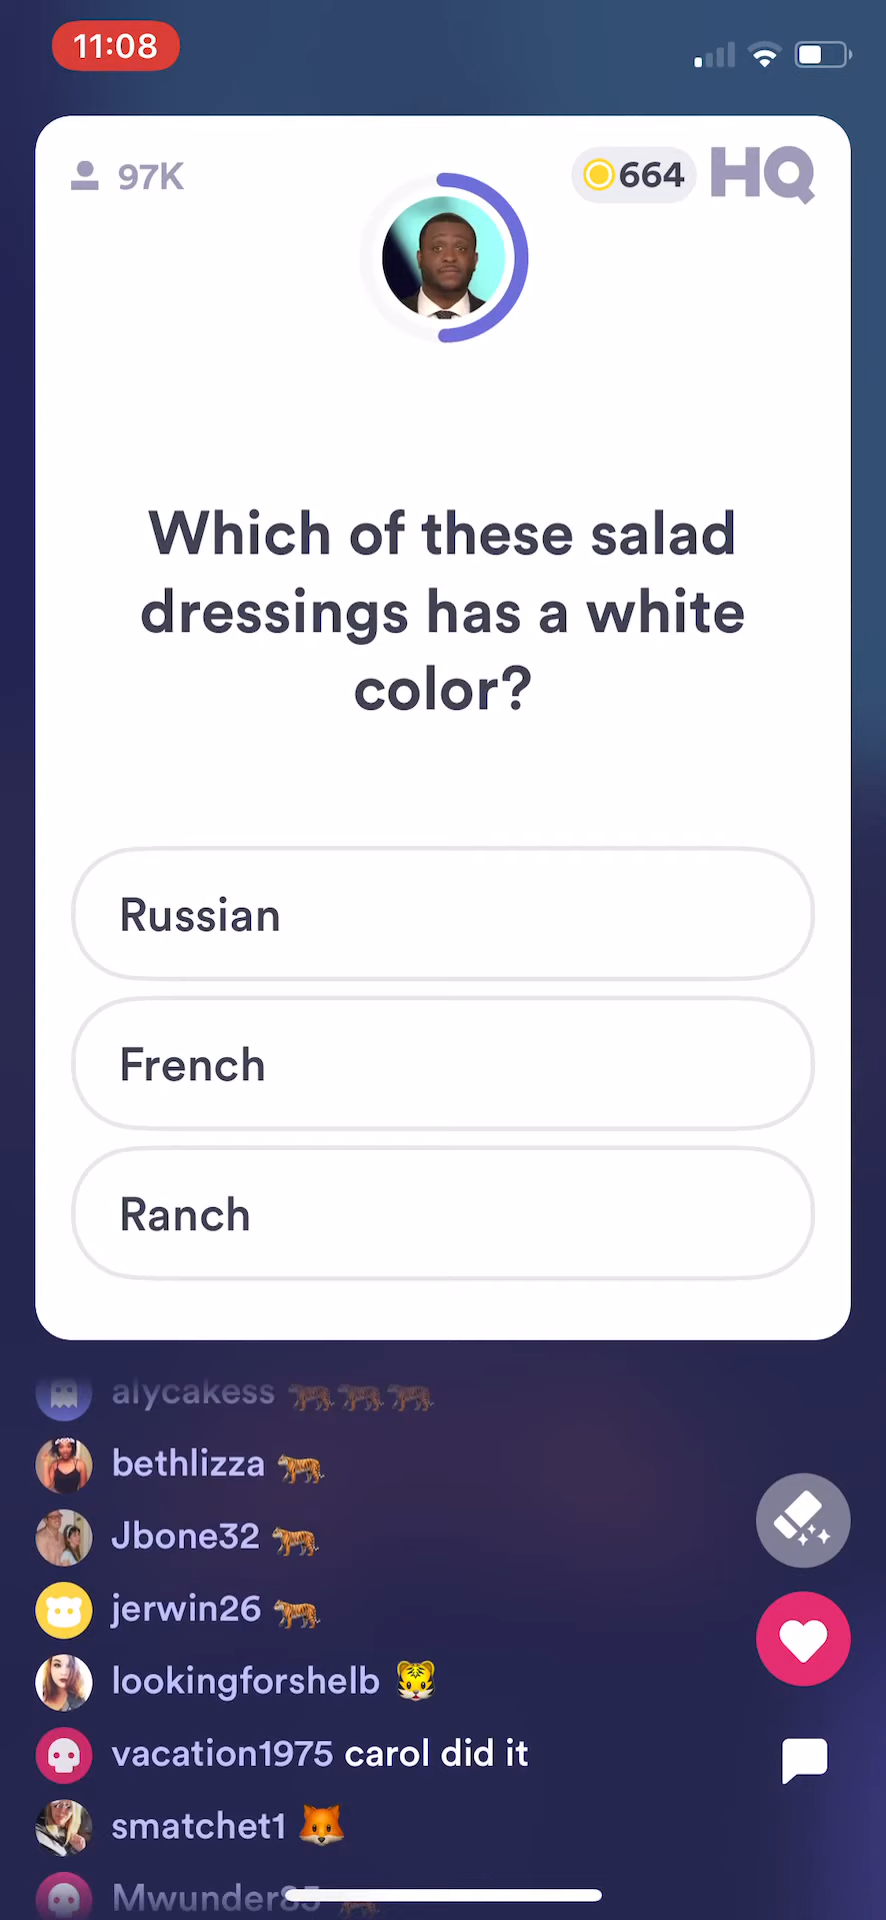 11:08
97K
664 HQ
Which of these salad
dressings has a white
color?
Russian
French
Ranch
alycakess
bethlizza
Jbone32
jerwin26
lookingforshelb
vacation1975 carol did it
smatchet1
Mwunder85